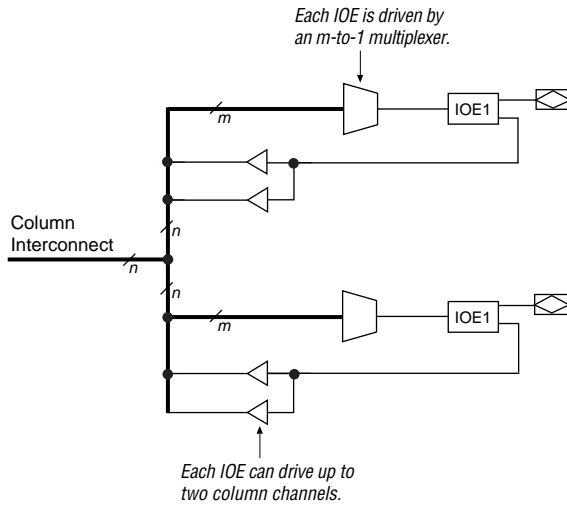 Each IOE is driven by
an m-to-1 multiplexer.
m
IOE1
n
Column
Interconnect
n
n
m
IOE1
Each IOE can drive up to
two column channels.